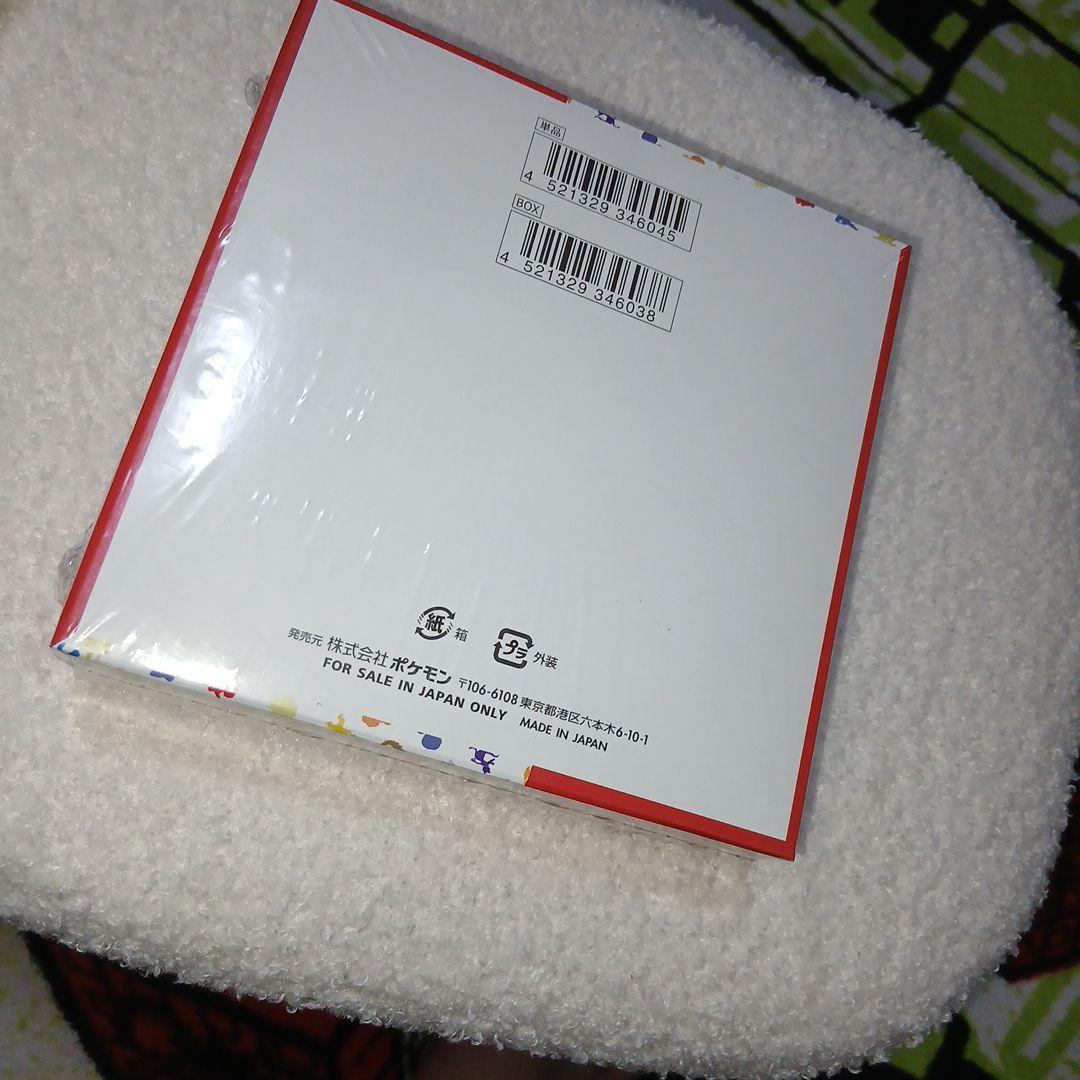 単品
4 521329 346045
BOX
4 521329 346038
紙 箱 プラ 外装
発売元 株式会社 ポケモン 〒106-6108 東京都港区六本木6-10-1
FOR SALE IN JAPAN ONLY MADE IN JAPAN